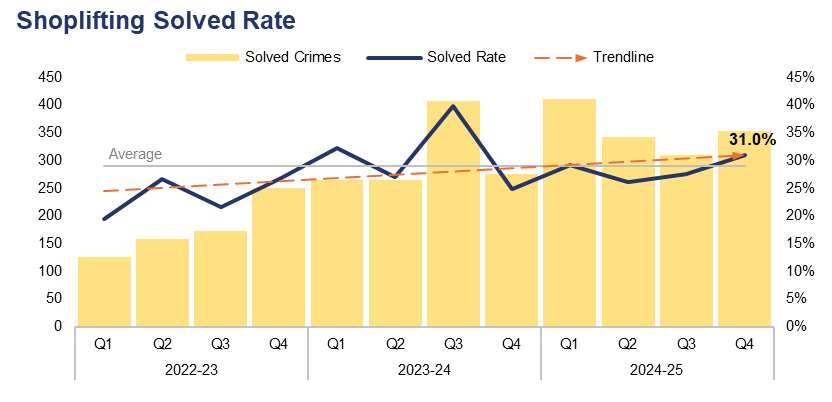 Shoplifting Solved Rate
Solved Crimes Solved Rate Trendline
450 45%
400 40%
350 35%
31.0%
Average
300 30%
250 25%
200 20%
150 15%
100 10%
50 5%
0 0%
Q1 Q2 Q3 Q4 Q1 Q2 Q3 Q4 Q1 Q2 Q3 Q4
2022-23 2023-24 2024-25